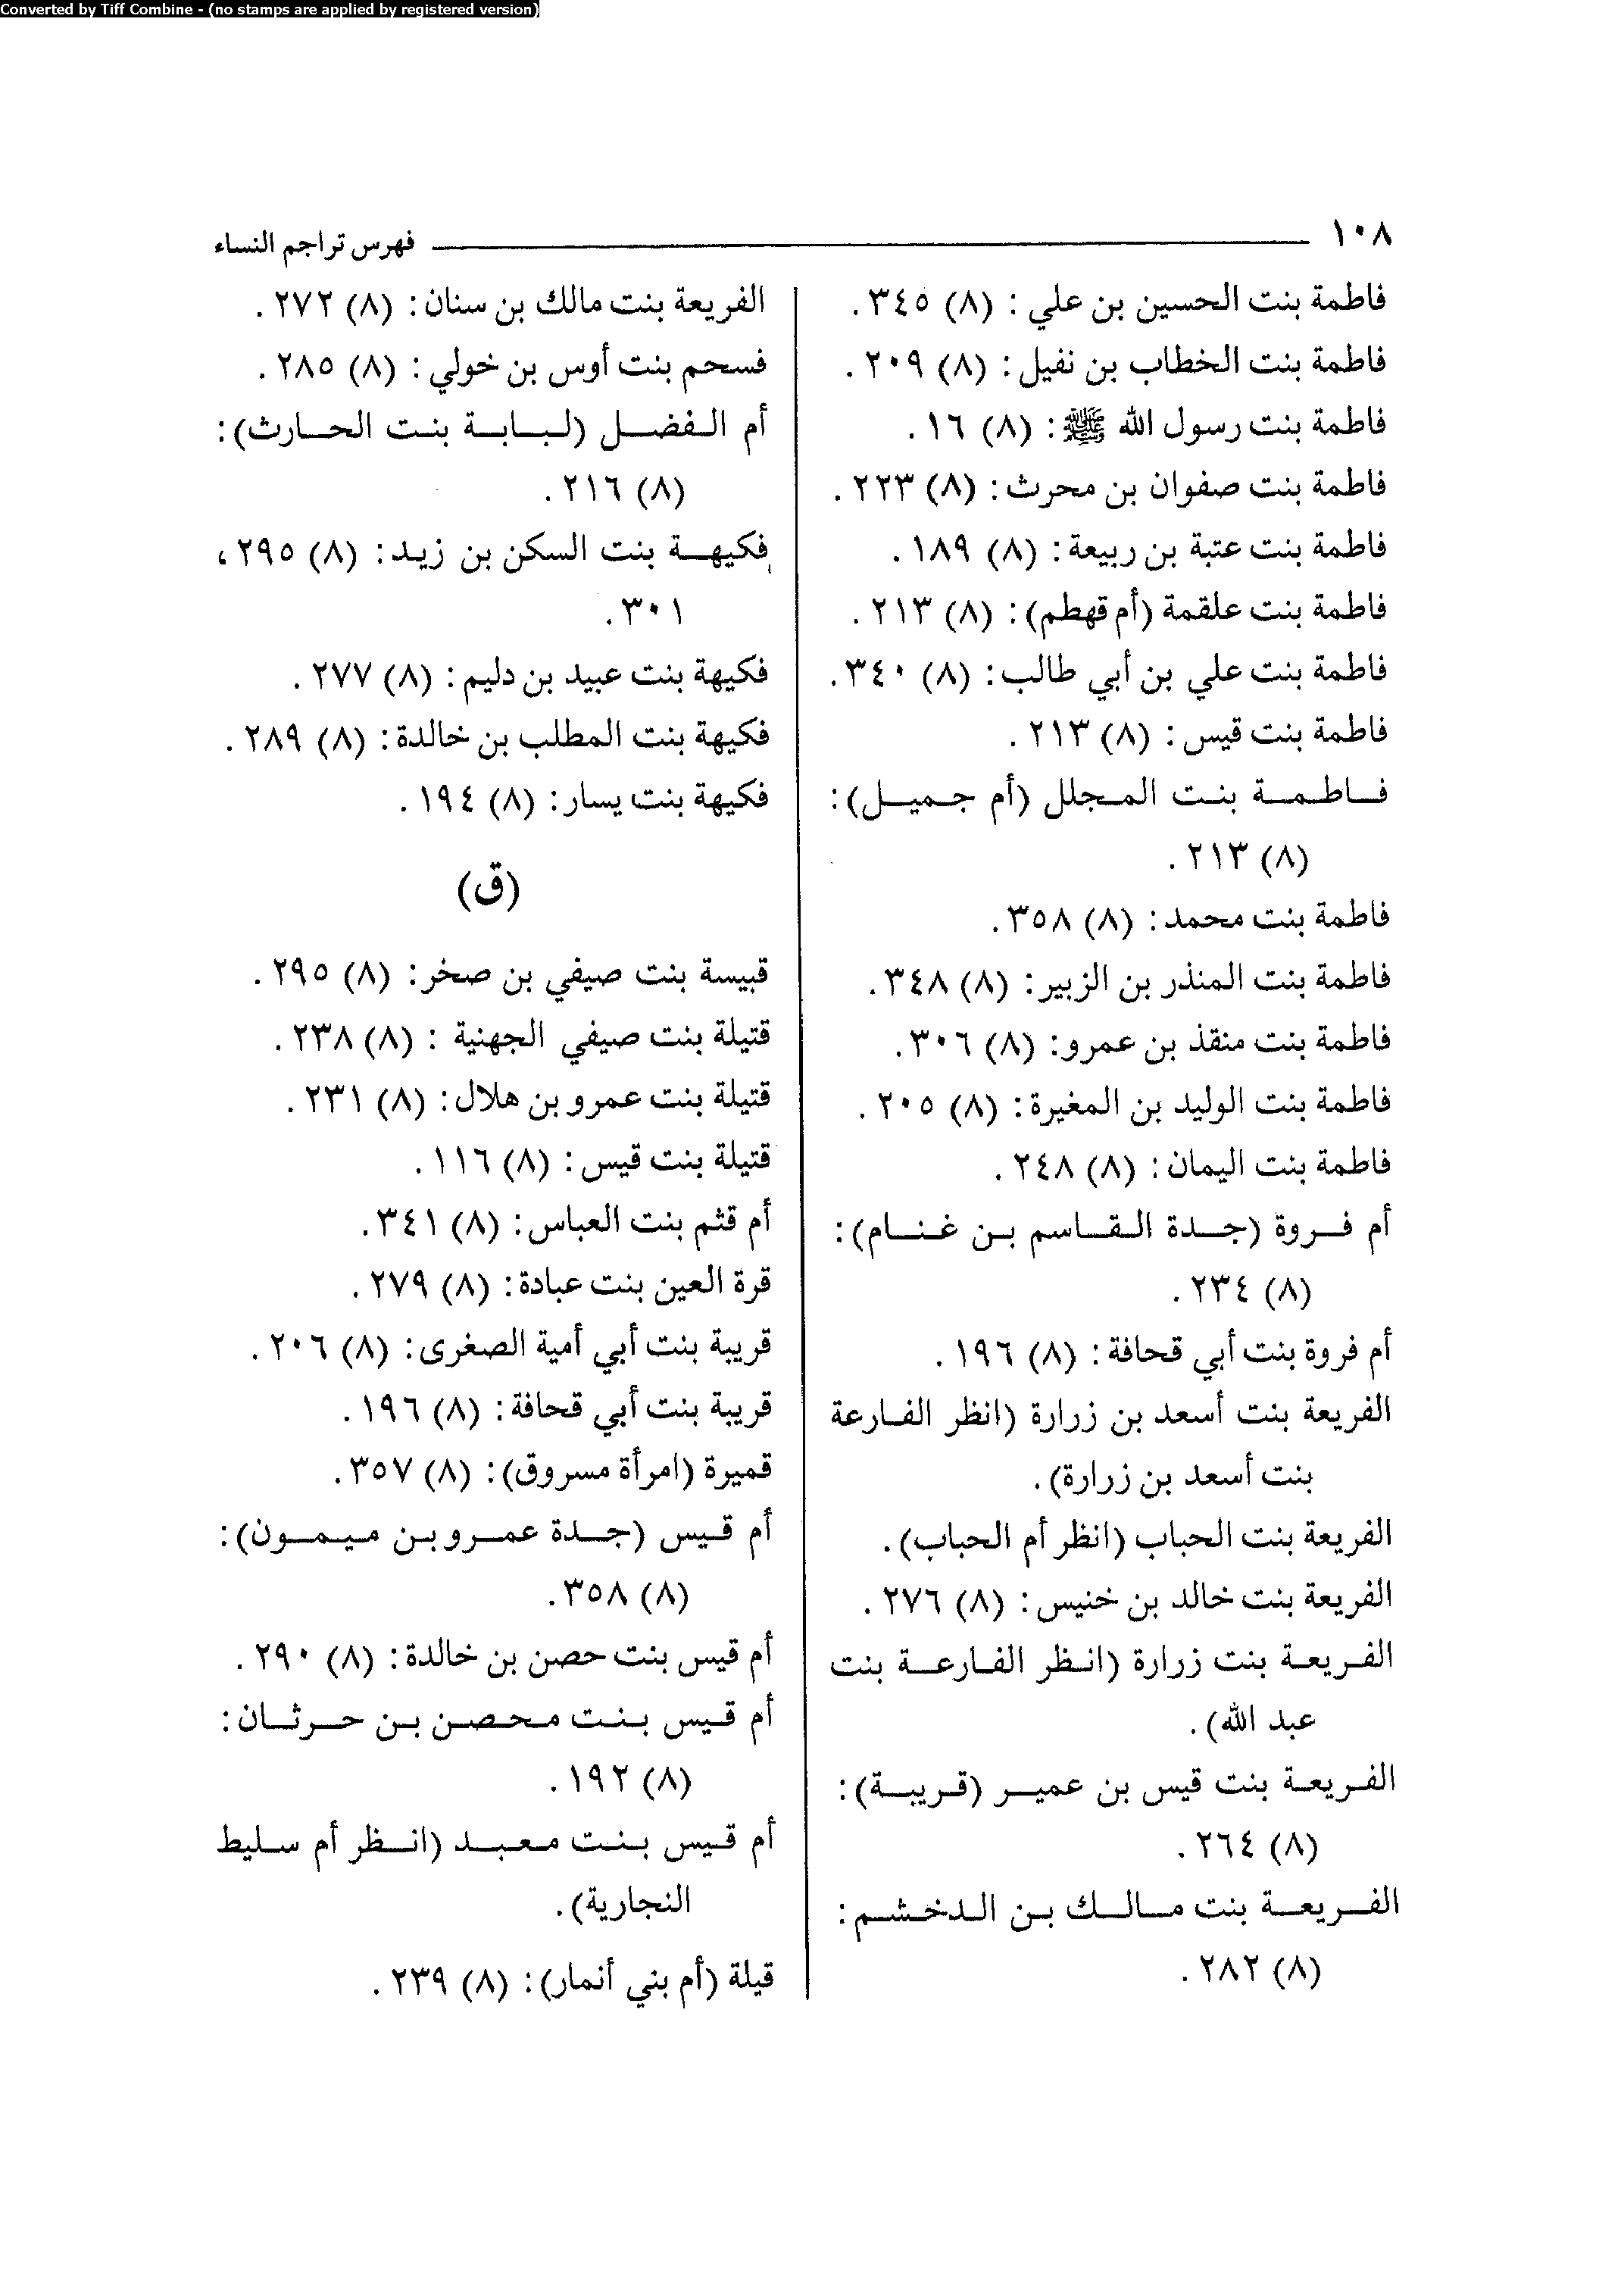 Converted by Tiff Combine - (no stamps are applied by registered version)
١٠٨
فهرس تراجم النساء
فاطمة بنت الحسين بن علي: (٨) ٣٤٥.
فاطمة بنت الخطاب بن نفيل: (٨) ٢٠٩.
فاطمة بنت رسول الله ﷺ: (٨) ١٦.
فاطمة بنت صفوان بن محرث: (٨) ٢٢٣.
فاطمة بنت عتبة بن ربيعة: (٨) ١٨٩.
فاطمة بنت علقمة (أم قهطم): (٨) ٢١٣.
فاطمة بنت علي بن أبي طالب: (٨) ٣٤٠.
فاطمة بنت قيس: (٨) ٢١٣.
فاطمة بنت المجلل (أم جميل):
(٨) ٢١٣.
فاطمة بنت محمد: (٨) ٣٥٨.
فاطمة بنت المنذر بن الزبير: (٨) ٣٤٨.
فاطمة بنت منقذ بن عمرو: (٨) ٣٠٦.
فاطمة بنت الوليد بن المغيرة: (٨) ٢٠٥.
فاطمة بنت اليمان: (٨) ٢٤٨.
أم فروة (جدة القاسم بن غنام):
(٨) ٢٣٤.
أم فروة بنت أبي قحافة: (٨) ١٩٦.
الفريعة بنت أسعد بن زرارة (انظر الفارعة
بنت أسعد بن زرارة).
الفريعة بنت الحباب (انظر أم الحباب).
الفريعة بنت خالد بن خنيس: (٨) ٢٧٦.
الفريعة بنت زرارة (انظر الفارعة بنت
عبد الله).
الفريعة بنت قيس بن عمير (قريبة):
(٨) ٢٦٤.
الفريعة بنت مالك بن الدخشم:
(٨) ٢٨٢.
الفريعة بنت مالك بن سنان: (٨) ٢٧٢.
فسحم بنت أوس بن خولي: (٨) ٢٨٥.
أم الفضل (لبابة بنت الحارث):
(٨) ٢١٦.
فكيهة بنت السكن بن زيد: (٨) ٢٩٥،
٣٠١.
فكيهة بنت عبيد بن دليم: (٨) ٢٧٧.
فكيهة بنت المطلب بن خالدة: (٨) ٢٨٩.
فكيهة بنت يسار: (٨) ١٩٤.
(ق)
قبيسة بنت صيفي بن صخر: (٨) ٢٩٥.
قتيلة بنت صيفي الجهنية : (٨) ٢٣٨.
قتيلة بنت عمرو بن هلال: (٨) ٢٣١.
قتيلة بنت قيس: (٨) ١١٦.
أم قثم بنت العباس: (٨) ٣٤١.
قرة العين بنت عبادة: (٨) ٢٧٩.
قريبة بنت أبي أمية الصغرى: (٨) ٢٠٦.
قريبة بنت أبي قحافة: (٨) ١٩٦.
قميرة (امرأة مسروق): (٨) ٣٥٧.
أم قيس (جدة عمرو بن ميمون):
(٨) ٣٥٨.
أم قيس بنت حصن بن خالدة: (٨) ٢٩٠.
أم قيس بنت محصن بن حرثان:
(٨) ١٩٢.
أم قيس بنت معبد (انظر أم سليط
النجارية).
قيلة (أم بني أنمار): (٨) ٢٣٩.